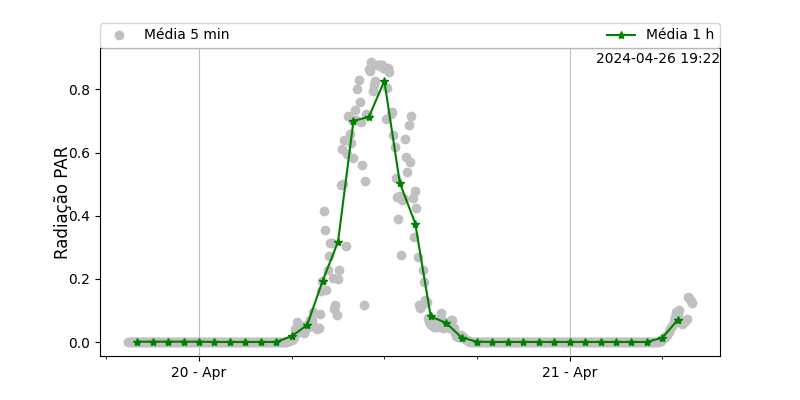 Média 5 min
Média 1 h
2024-04-26 19:22
Radiação PAR
0.8
0.6
0.4
0.2
0.0
20 - Apr
21 - Apr